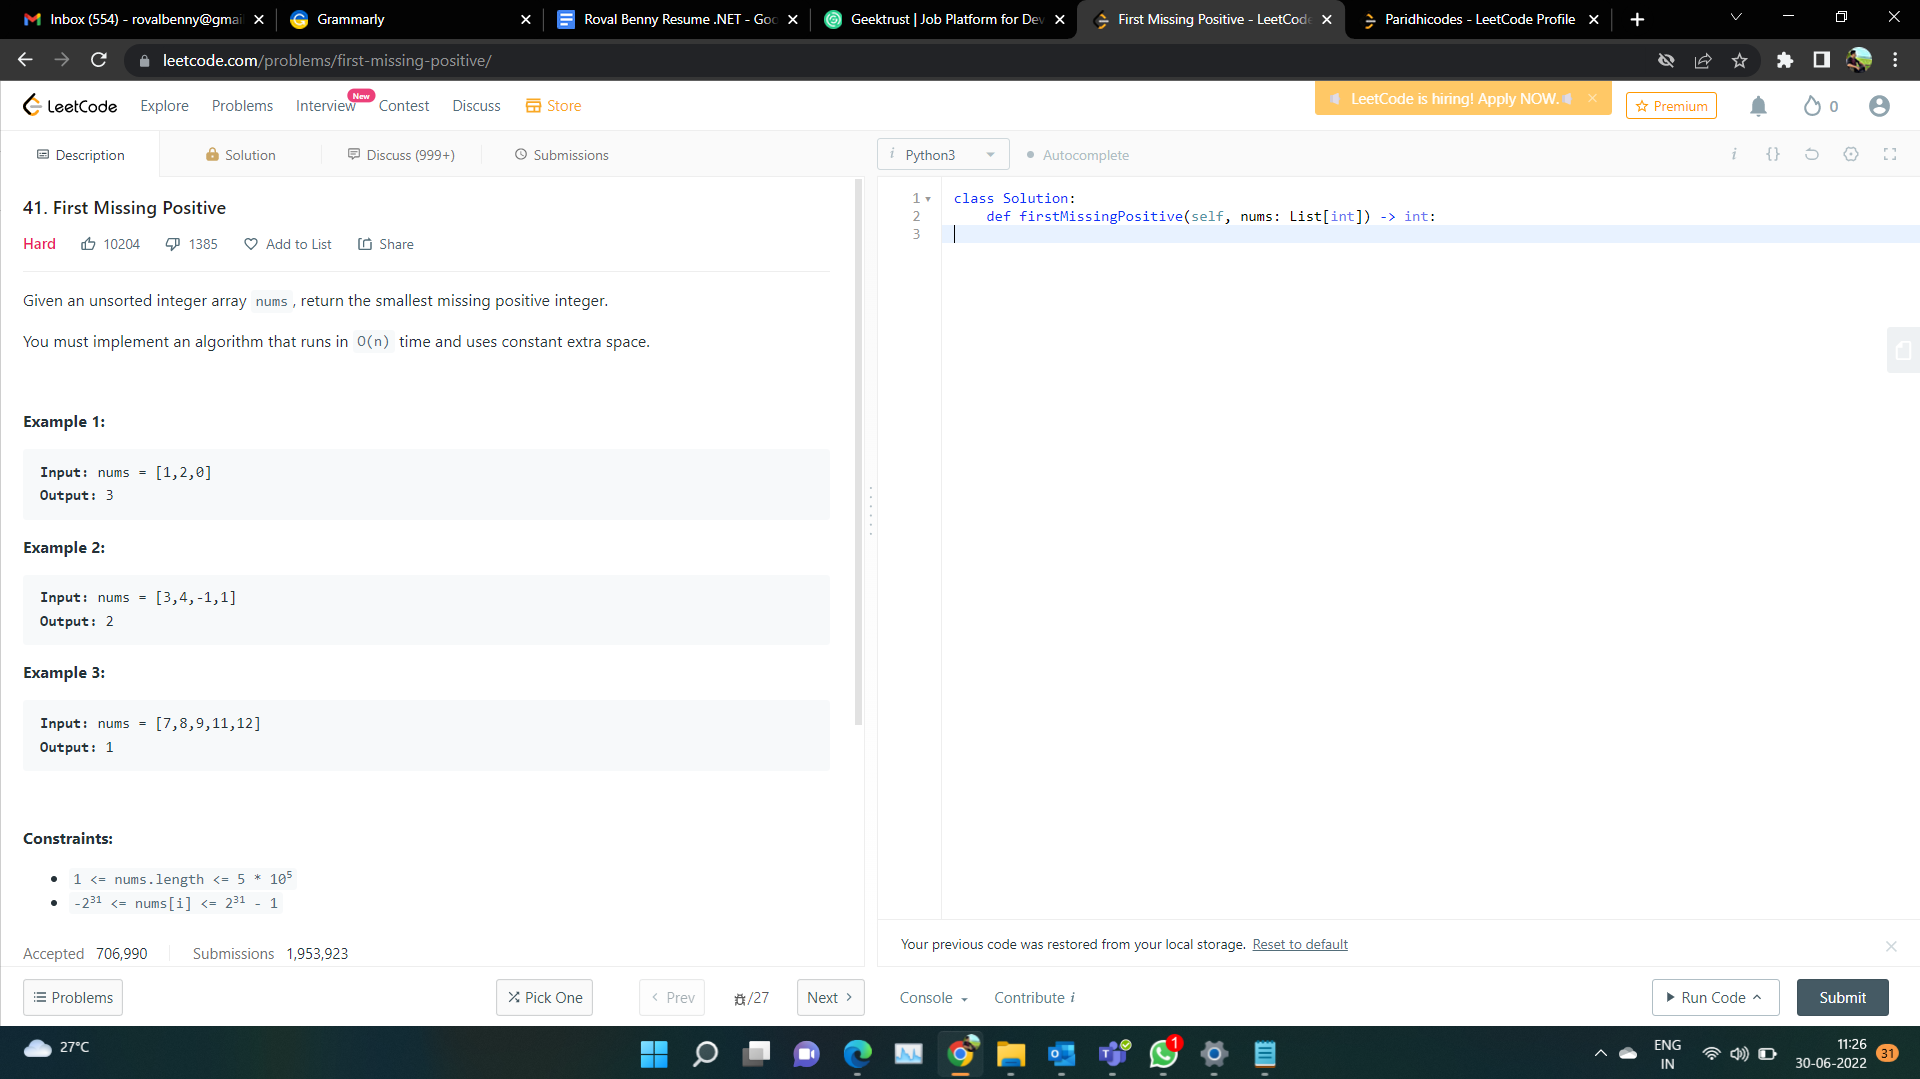 Inbox (554) - rovalbenny@gmai
Grammarly
Roval Benny Resume .NET - Goo
Geektrust | Job Platform for Dev
First Missing Positive - LeetCode
Paridhicodes - LeetCode Profile
leetcode.com/problems/first-missing-positive/
LeetCode
Explore
Problems
Interview
New
Contest
Discuss
Store
LeetCode is hiring! Apply NOW.
Premium
0
Description
Solution
Discuss (999+)
Submissions
i Python3
Autocomplete
i
{}
41. First Missing Positive
Hard
10204
1385
Add to List
Share
Given an unsorted integer array nums, return the smallest missing positive integer.
You must implement an algorithm that runs in O(n) time and uses constant extra space.
Example 1:
Input: nums = [1,2,0]
Output: 3
Example 2:
Input: nums = [3,4,-1,1]
Output: 2
Example 3:
Input: nums = [7,8,9,11,12]
Output: 1
Constraints:
1 <= nums.length <= 5 * 10⁵
-2³¹ <= nums[i] <= 2³¹ - 1
Accepted 706,990
Submissions 1,953,923
1 class Solution:
2     def firstMissingPositive(self, nums: List[int]) -> int:
3
Your previous code was restored from your local storage. Reset to default
Problems
Pick One
Prev
/27
Next
Console
Contribute i
Run Code
Submit
27°C
1
ENG
IN
11:26
30-06-2022
31